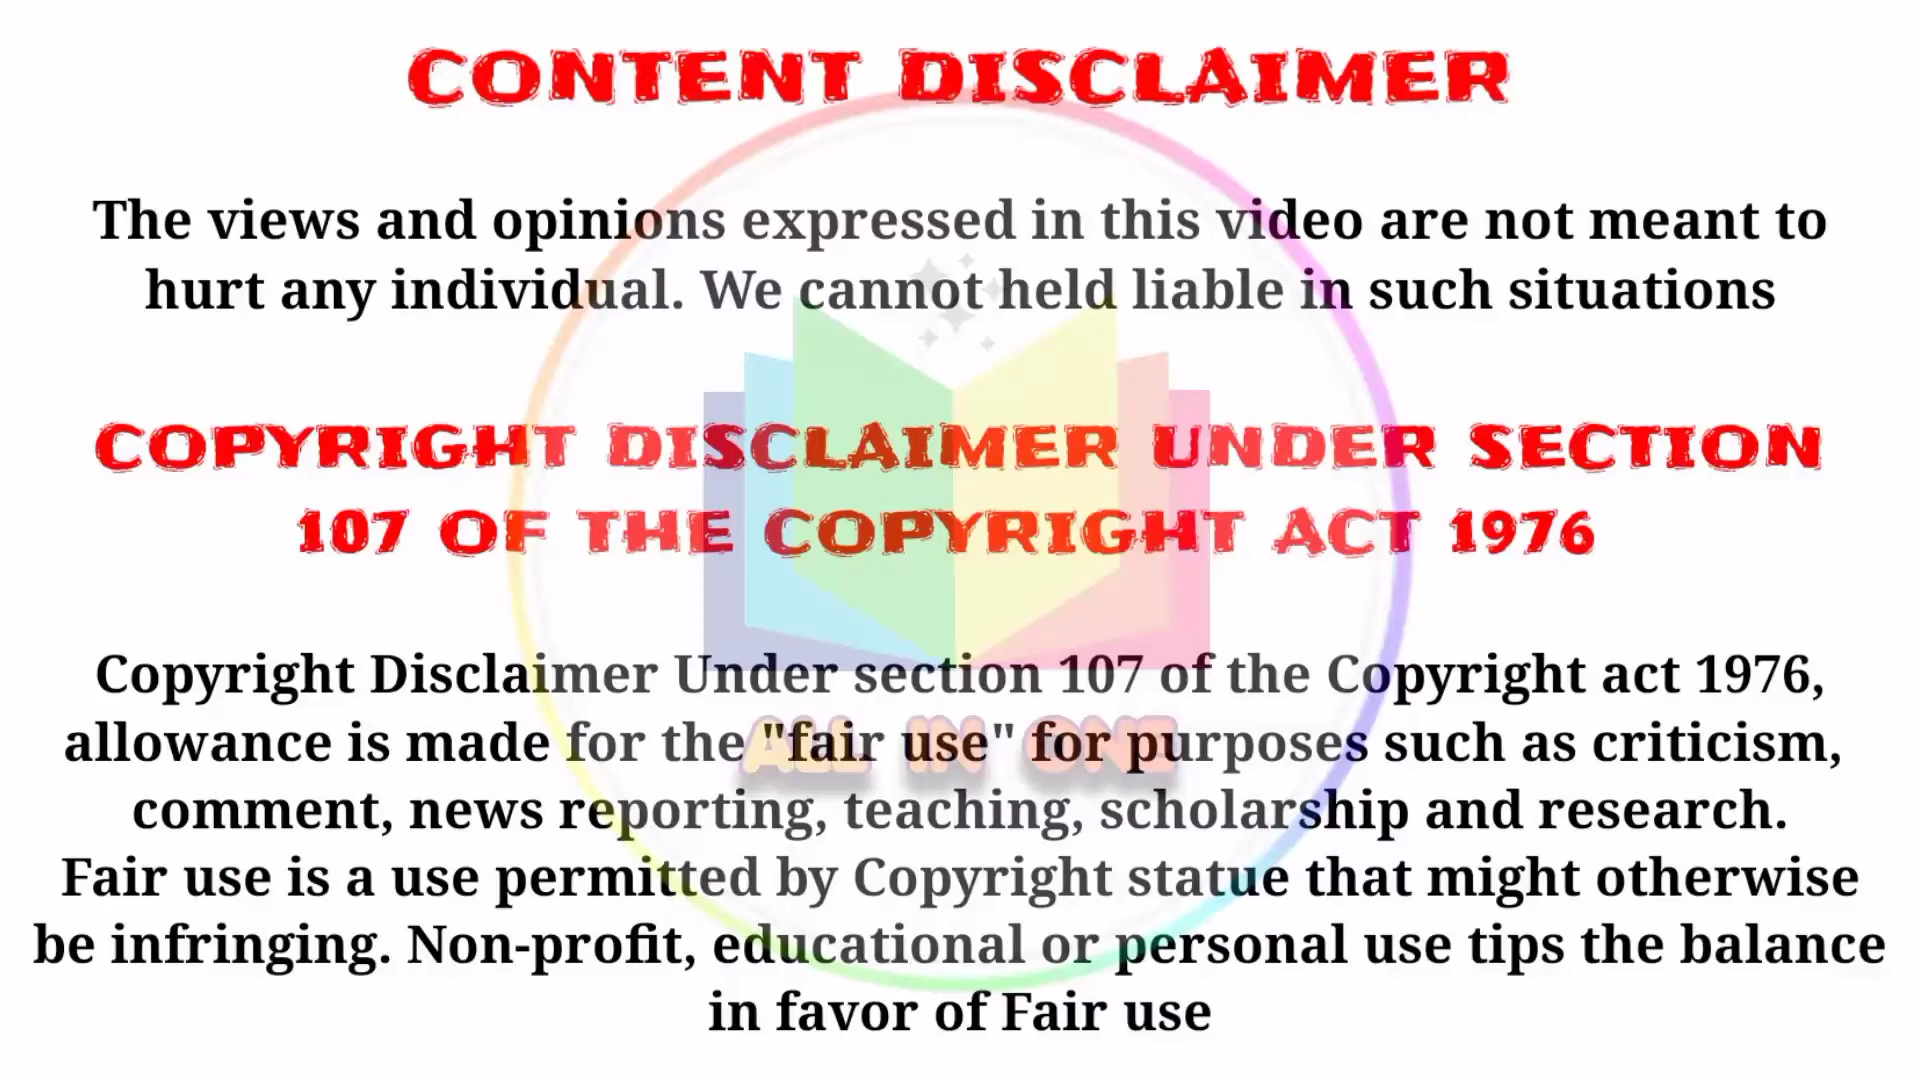 CONTENT DISCLAIMER
The views and opinions expressed in this video are not meant to
hurt any individual. We cannot held liable in such situations
COPYRIGHT DISCLAIMER UNDER SECTION
107 OF THE COPYRIGHT ACT 1976
Copyright Disclaimer Under section 107 of the Copyright act 1976,
allowance is made for the "fair use" for purposes such as criticism,
ALL IN ONE
comment, news reporting, teaching, scholarship and research.
Fair use is a use permitted by Copyright statue that might otherwise
be infringing. Non-profit, educational or personal use tips the balance
in favor of Fair use